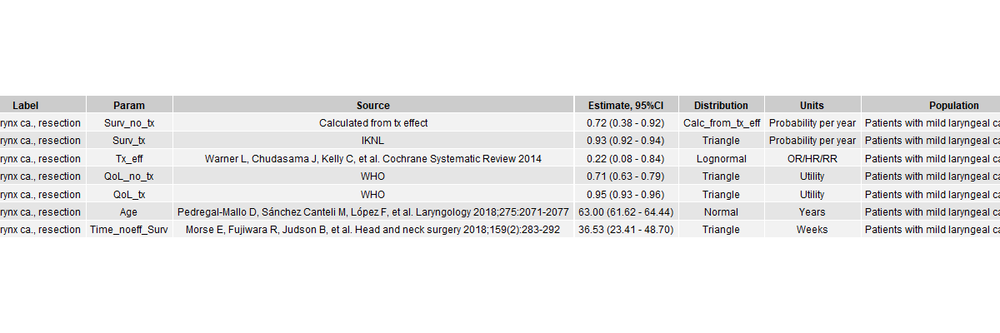 Label Param Source Estimate, 95%CI Distribution Units Population
rynx ca., resection Surv_no_tx Calculated from tx effect 0.72 (0.38 - 0.92) Calc_from_tx_eff Probability per year Patients with mild laryngeal ca
rynx ca., resection Surv_tx IKNL 0.93 (0.92 - 0.94) Triangle Probability per year Patients with mild laryngeal ca
rynx ca., resection Tx_eff Warner L, Chudasama J, Kelly C, et al. Cochrane Systematic Review 2014 0.22 (0.08 - 0.84) Lognormal OR/HR/RR Patients with mild laryngeal ca
rynx ca., resection QoL_no_tx WHO 0.71 (0.63 - 0.79) Triangle Utility Patients with mild laryngeal ca
rynx ca., resection QoL_tx WHO 0.95 (0.93 - 0.96) Triangle Utility Patients with mild laryngeal ca
rynx ca., resection Age Pedregal-Mallo D, Sánchez Canteli M, López F, et al. Laryngology 2018;275:2071-2077 63.00 (61.62 - 64.44) Normal Years Patients with mild laryngeal ca
rynx ca., resection Time_noeff_Surv Morse E, Fujiwara R, Judson B, et al. Head and neck surgery 2018;159(2):283-292 36.53 (23.41 - 48.70) Triangle Weeks Patients with mild laryngeal ca